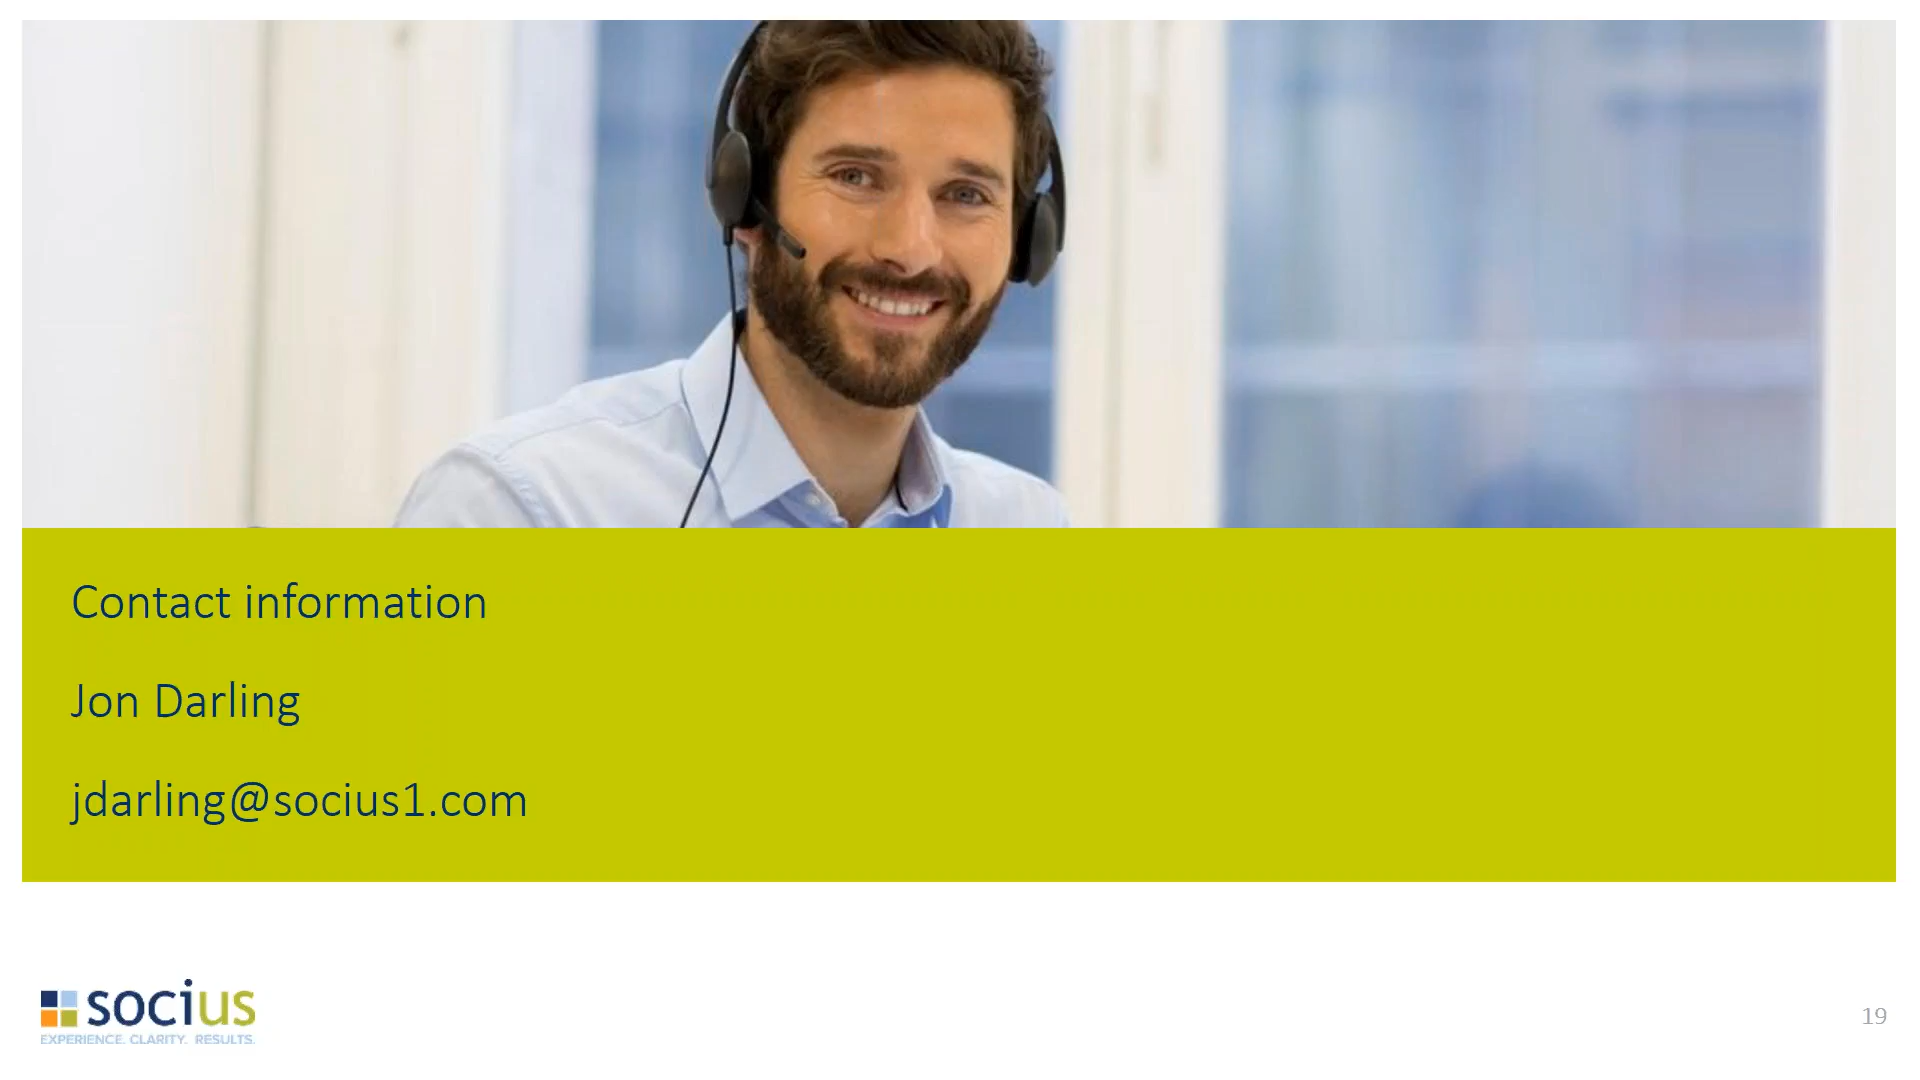 Contact information
Jon Darling
jdarling@socius1.com
socius
EXPERIENCE. CLARITY. RESULTS.
19